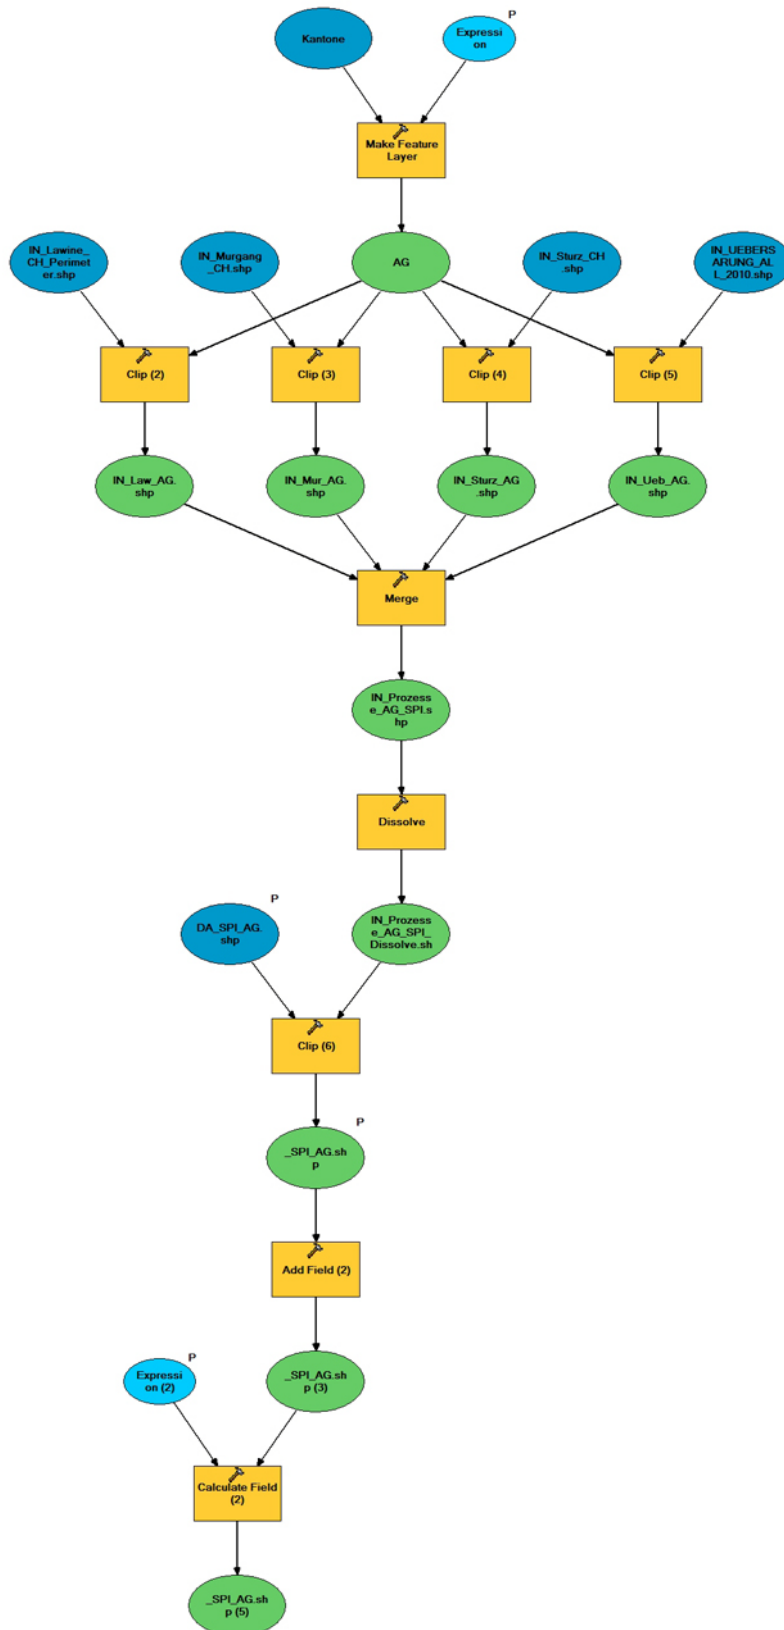 P
Kantone
Expressi
on
Make Feature
Layer
IN_Lawine_
CH_Perimet
er.shp
IN_Murgang
_CH.shp
AG
IN_Sturz_CH
.shp
IN_UEBERS
ARUNG_AL
L_2010.shp
Clip (2)
Clip (3)
Clip (4)
Clip (5)
IN_Law_AG.
shp
IN_Mur_AG.
shp
IN_Sturz_AG
.shp
IN_Ueb_AG.
shp
Merge
IN_Prozess
e_AG_SPI.s
hp
Dissolve
P
DA_SPI_AG.
shp
IN_Prozess
e_AG_SPI_
Dissolve.sh
Clip (6)
P
_SPI_AG.sh
p
Add Field (2)
P
Expressi
on (2)
_SPI_AG.sh
p (3)
Calculate Field
(2)
_SPI_AG.sh
p (5)